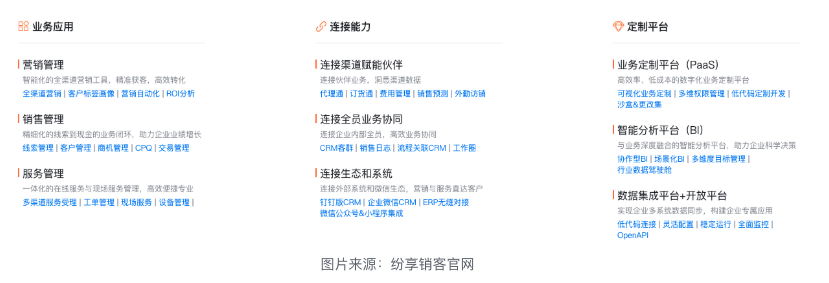 业务应用
营销管理
智能化的全渠道营销工具，精准获客，高效转化
全渠道营销 | 客户标签画像 | 营销自动化 | ROI分析
销售管理
精细化的线索到现金的业务闭环，助力企业业绩增长
线索管理 | 客户管理 | 商机管理 | CPQ | 交易管理
服务管理
一体化的在线服务与现场服务管理，高效便捷专业
多渠道服务受理 | 工单管理 | 现场服务 | 设备管理 |
连接能力
连接渠道赋能伙伴
连接伙伴业务，洞悉渠道数据
代理通 | 订货通 | 费用管理 | 销售预测 | 外勤访销
连接全员业务协同
连接企业内部全员，高效业务协同
CRM客群 | 销售日志 | 流程关联CRM | 工作圈
连接生态和系统
连接外部系统和微信生态，营销与服务直达客户
钉钉版CRM | 企业微信CRM | ERP无缝对接
微信公众号&小程序集成
定制平台
业务定制平台（PaaS）
高效率、低成本的数字化业务定制平台
可视化业务定制 | 多维权限管理 | 低代码定制开发 |
沙盒&更改集
智能分析平台（BI）
与业务深度融合的智能分析平台，助力企业科学决策
协作型BI | 场景化BI | 多维度目标管理 |
行业数据驾驶舱
数据集成平台+开放平台
实现企业多系统数据同步，构建企业专属应用
低代码连接 | 灵活配置 | 稳定运行 | 全面监控 |
OpenAPI
图片来源：纷享销客官网